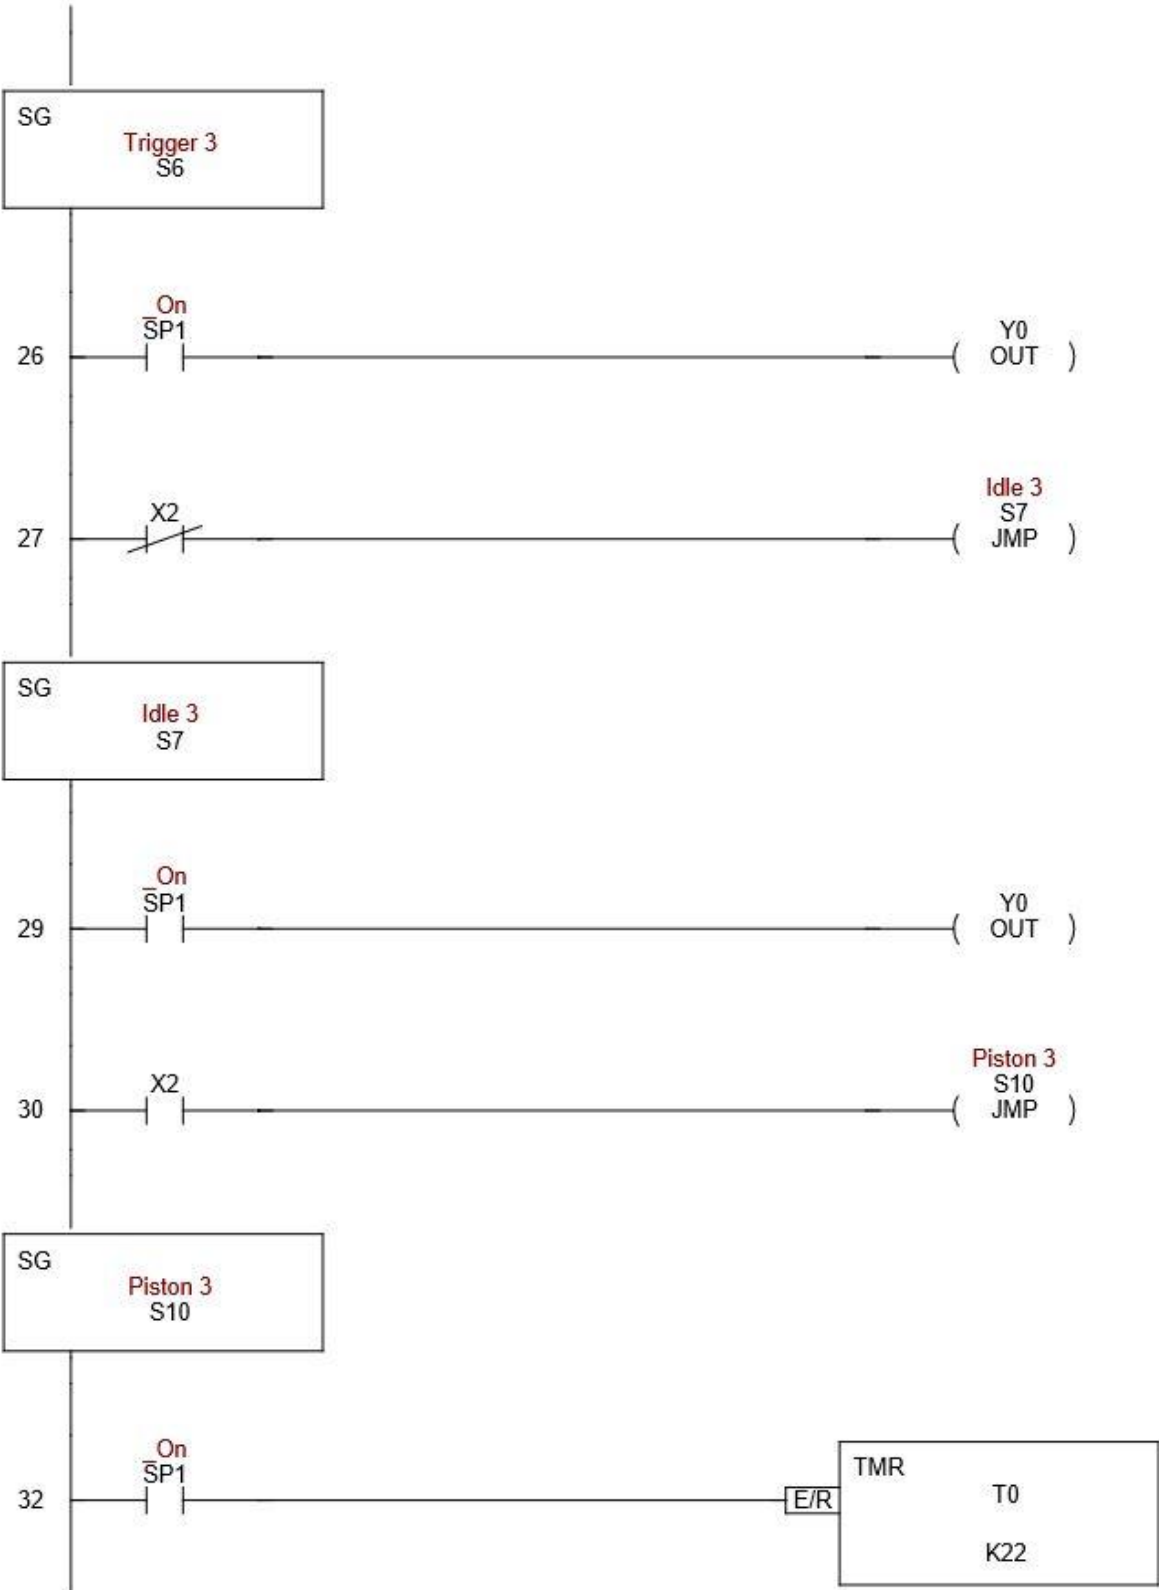 SG
Trigger 3
S6
_On
SP1
Y0
26
OUT
Idle 3
X2
S7
27
JMP
SG
Idle 3
S7
_On
SP1
Y0
29
OUT
Piston 3
X2
S10
30
JMP
SG
Piston 3
S10
_On
SP1
TMR
32
E/R
T0
K22